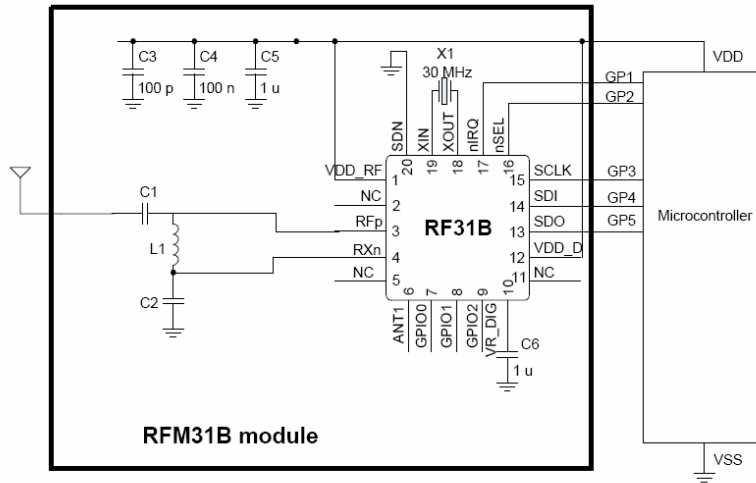 C3
100 p
C4
100 n
C5
1 u
X1
30 MHz
VDD
GP1
GP2
SDN
XIN
XOUT
nIRQ
nSEL
20
19
18
17
16
VDD_RF
1
15
SCLK
GP3
NC
2
14
SDI
GP4
Microcontroller
C1
RFp
3
RF31B
13
SDO
GP5
L1
RXn
4
12
VDD_D
NC
5
11
NC
C2
6
7
8
9
10
ANT1
GPIO0
GPIO1
GPIO2
VR_DIG
C6
1 u
RFM31B module
VSS